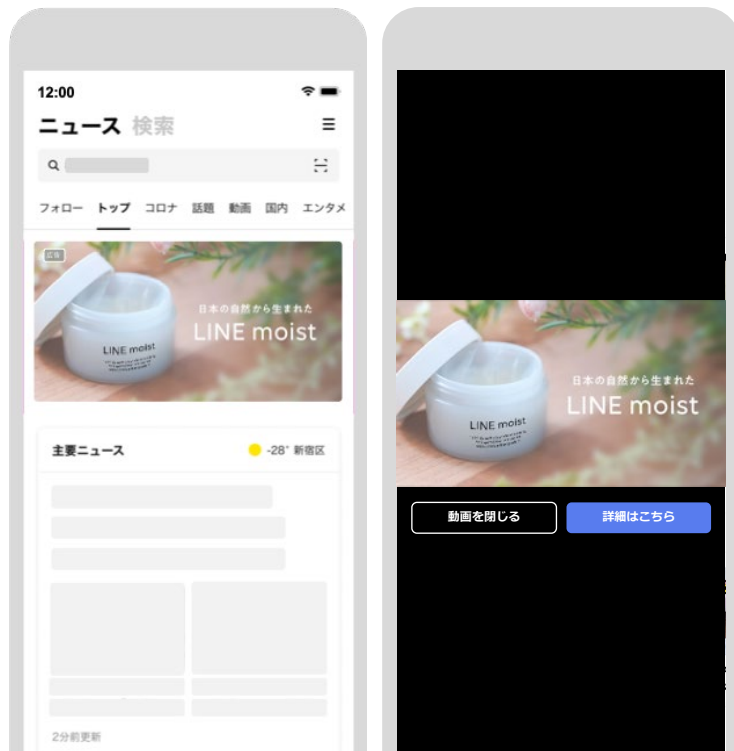 12:00
ニュース 検索
フォロー トップ コロナ 話題 動画 国内 エンタメ
広告
日本の自然から生まれた
LINE moist
LINE moist
主要ニュース
-28° 新宿区
2分前更新
日本の自然から生まれた
LINE moist
LINE moist
動画を閉じる
詳細はこちら